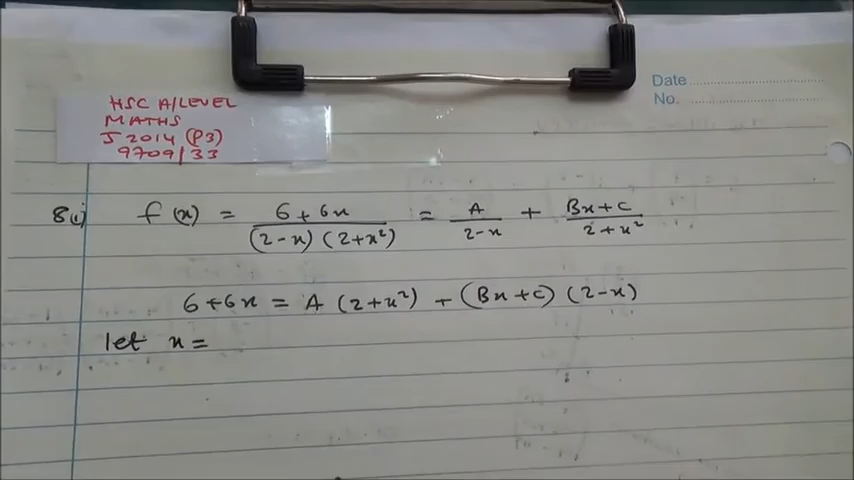 Date
No.
HSC A/LEVEL
MATHS
J 2014 (P3)
9709/33
8(i) f(x) = 6+6x / (2-x)(2+x²) = A / 2-x + Bx+C / 2+x²
6+6x = A(2+x²) + (Bx+C)(2-x)
let x =